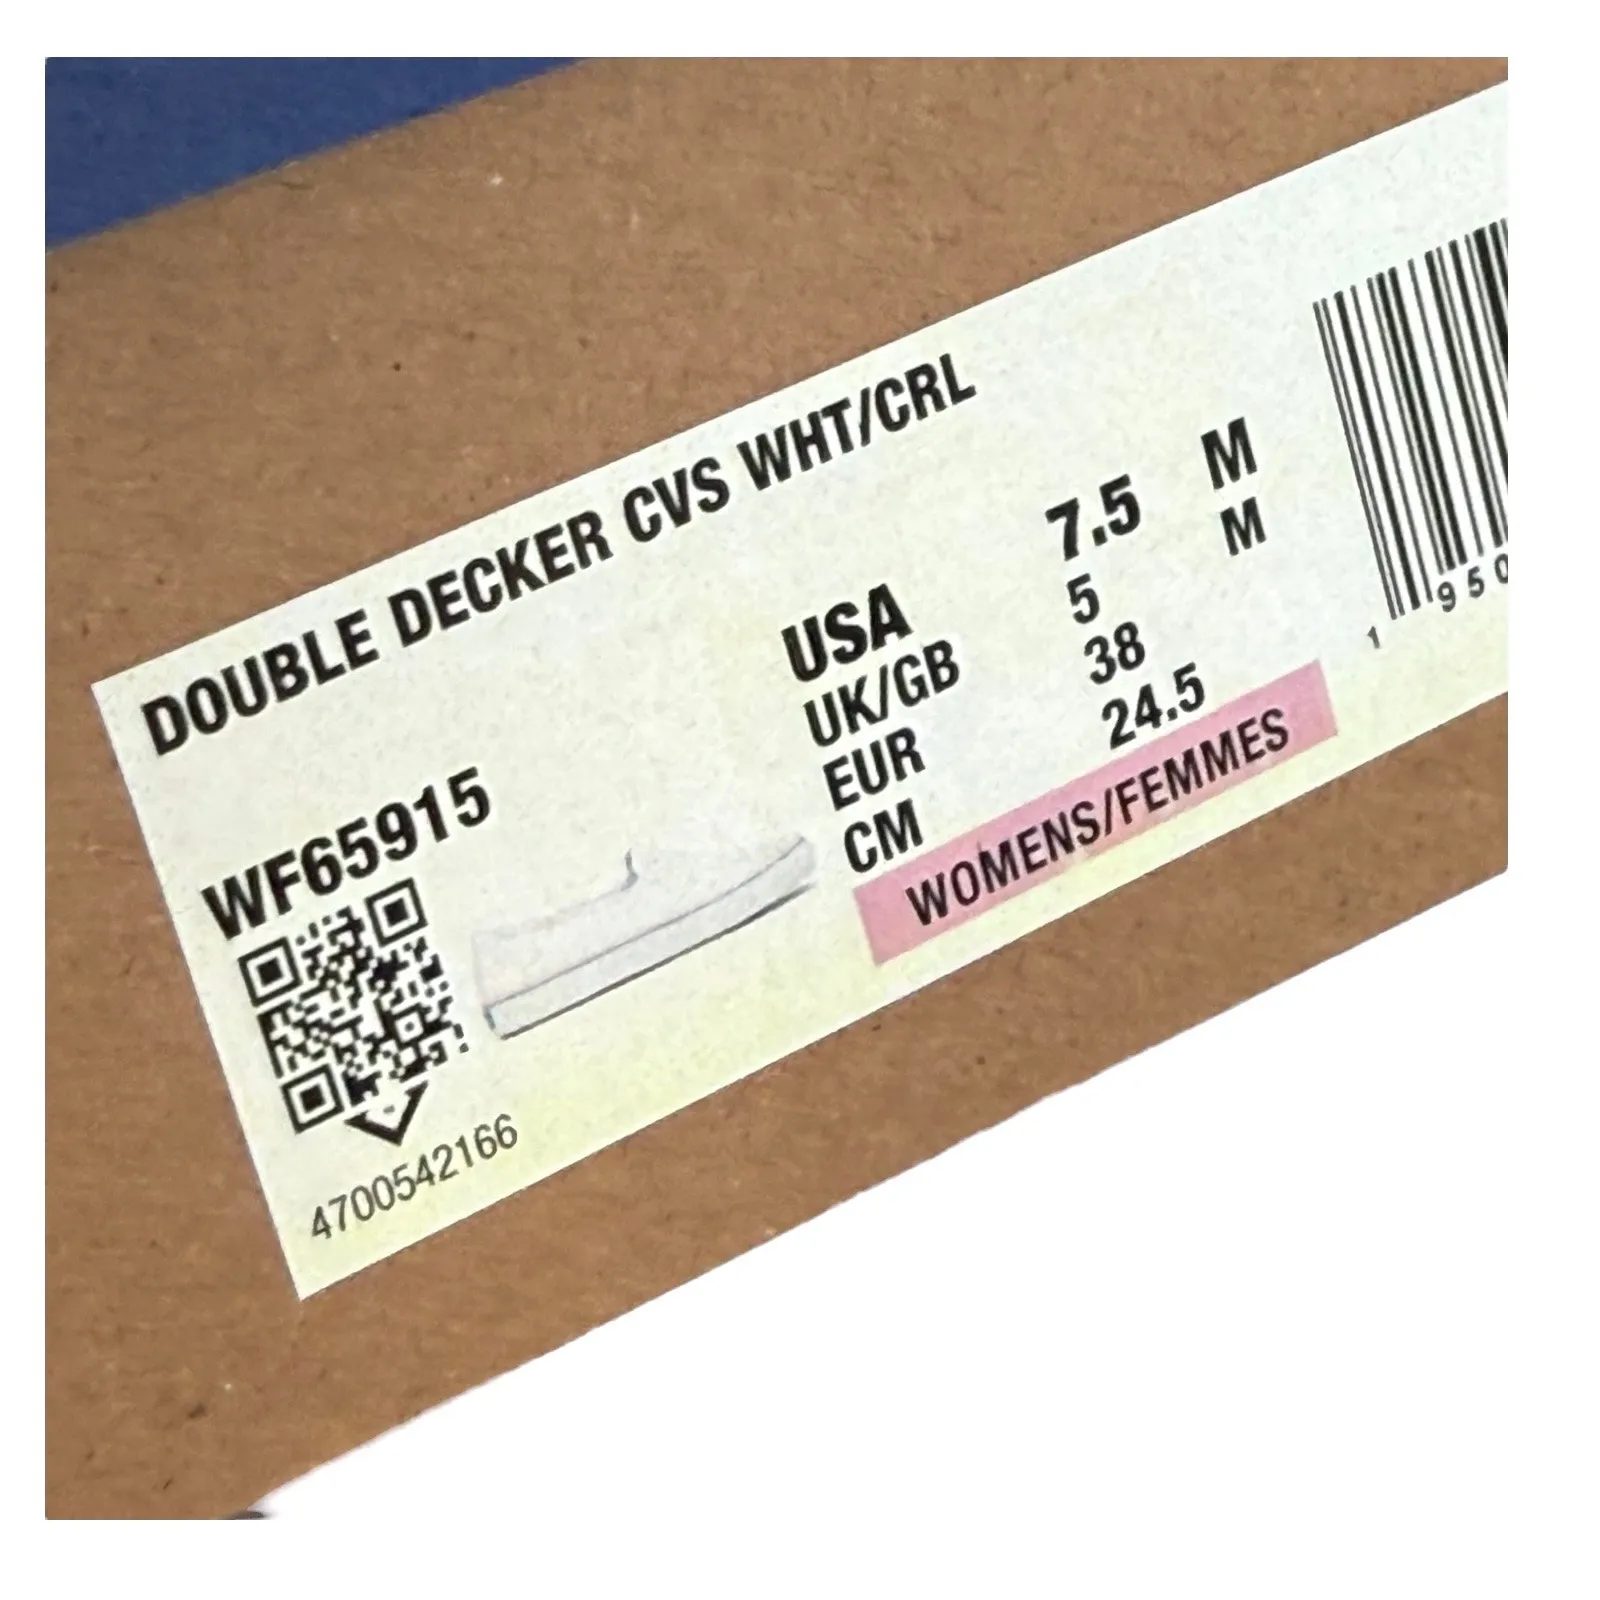 DOUBLE DECKER CVS WHT/CRL
WF65915
USA 7.5 M
UK/GB 5 M
EUR 38
CM 24.5
WOMENS/FEMMES
4700542166
1 950